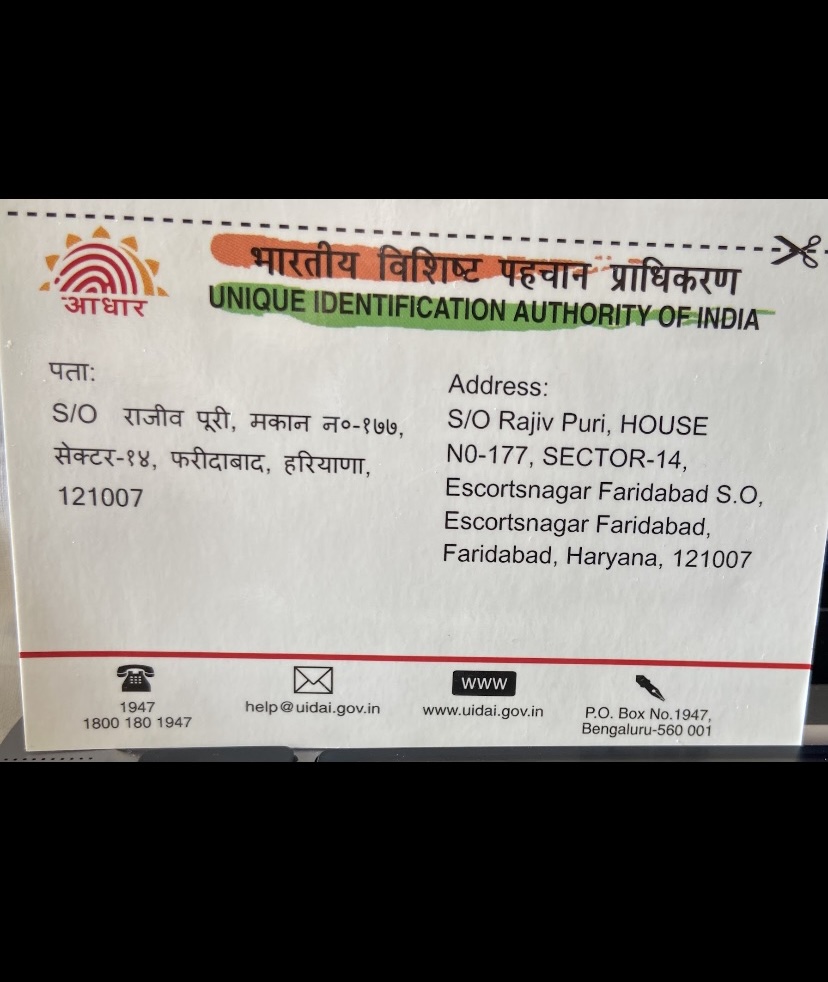 भारतीय विशिष्ट पहचान प्राधिकरण
UNIQUE IDENTIFICATION AUTHORITY OF INDIA
आधार
पता:
S/O राजीव पूरी, मकान न०-१७७,
सेक्टर-१४, फरीदाबाद, हरियाणा,
121007
Address:
S/O Rajiv Puri, HOUSE
N0-177, SECTOR-14,
Escortsnagar Faridabad S.O,
Escortsnagar Faridabad,
Faridabad, Haryana, 121007
1947
1800 180 1947
help@uidai.gov.in
www
www.uidai.gov.in
P.O. Box No.1947,
Bengaluru-560 001